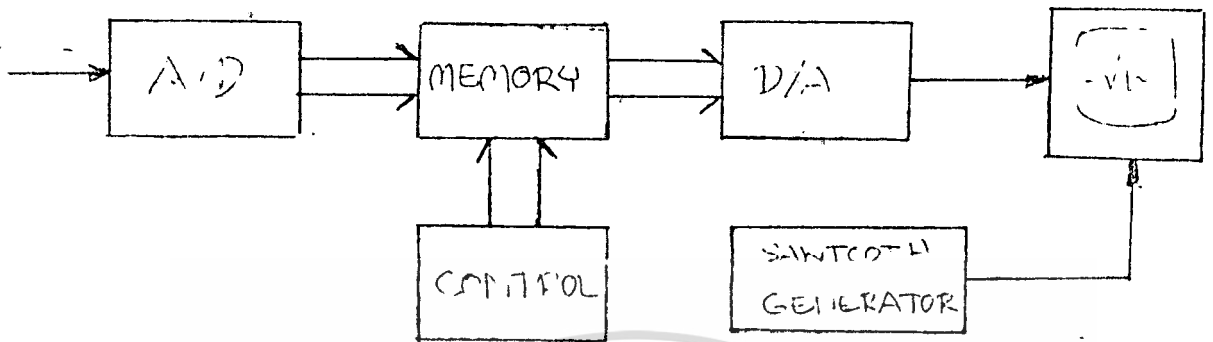 A/D
MEMORY
D/A
CONTROL
SAWTOOTH
GENERATOR